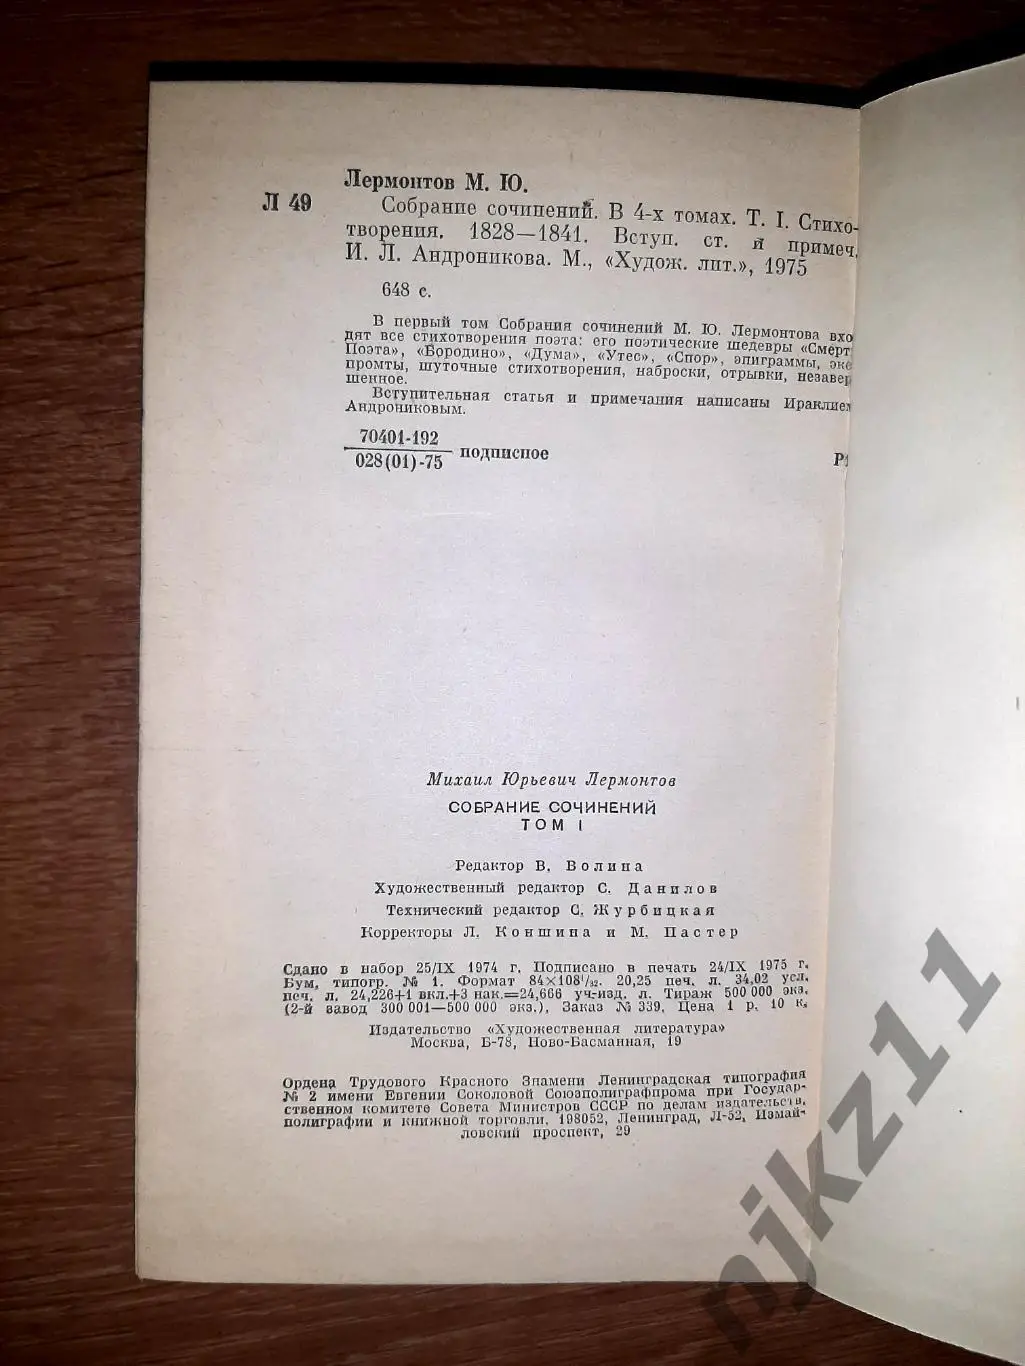 Лермонтов М. Ю.
Л 49
Собрание сочинений. В 4-х томах. Т. I. Стихо-
творения. 1828—1841. Вступ. ст. и примеч.
И. Л. Андроникова. М., «Худож. лит.», 1975
648 с.
В первый том Собрания сочинений М. Ю. Лермонтова вхо
дят все стихотворения поэта: его поэтические шедевры «Смерт
Поэта», «Бородино», «Дума», «Утес», «Спор», эпиграммы, экс
промты, шуточные стихотворения, наброски, отрывки, незавер
шенное.
Вступительная статья и примечания написаны Ираклием
Андрониковым.
70401-192
028(01)-75 подписное Р1
Михаил Юрьевич Лермонтов
СОБРАНИЕ СОЧИНЕНИЙ
ТОМ I
Редактор В. Волина
Художественный редактор С. Данилов
Технический редактор С. Журбицкая
Корректоры Л. Коншина и М. Пастер
Сдано в набор 25/IX 1974 г. Подписано в печать 24/IX 1975 г.
Бум. типогр. № 1. Формат 84×108¹/₃₂. 20,25 печ. л. 34,02 усл.
печ. л. 24,226+1 вкл.+3 нак.=24,666 уч-изд. л. Тираж 500 000 экз.
(2-й завод 300 001—500 000 экз.). Заказ № 339. Цена 1 р. 10 к.
Издательство «Художественная литература»
Москва, Б-78, Ново-Басманная, 19
Ордена Трудового Красного Знамени Ленинградская типография
№ 2 имени Евгении Соколовой Союзполиграфпрома при Государ-
ственном комитете Совета Министров СССР по делам издательств,
полиграфии и книжной торговли, 198052, Ленинград, Л-52, Измай-
ловский проспект, 29
njkz11